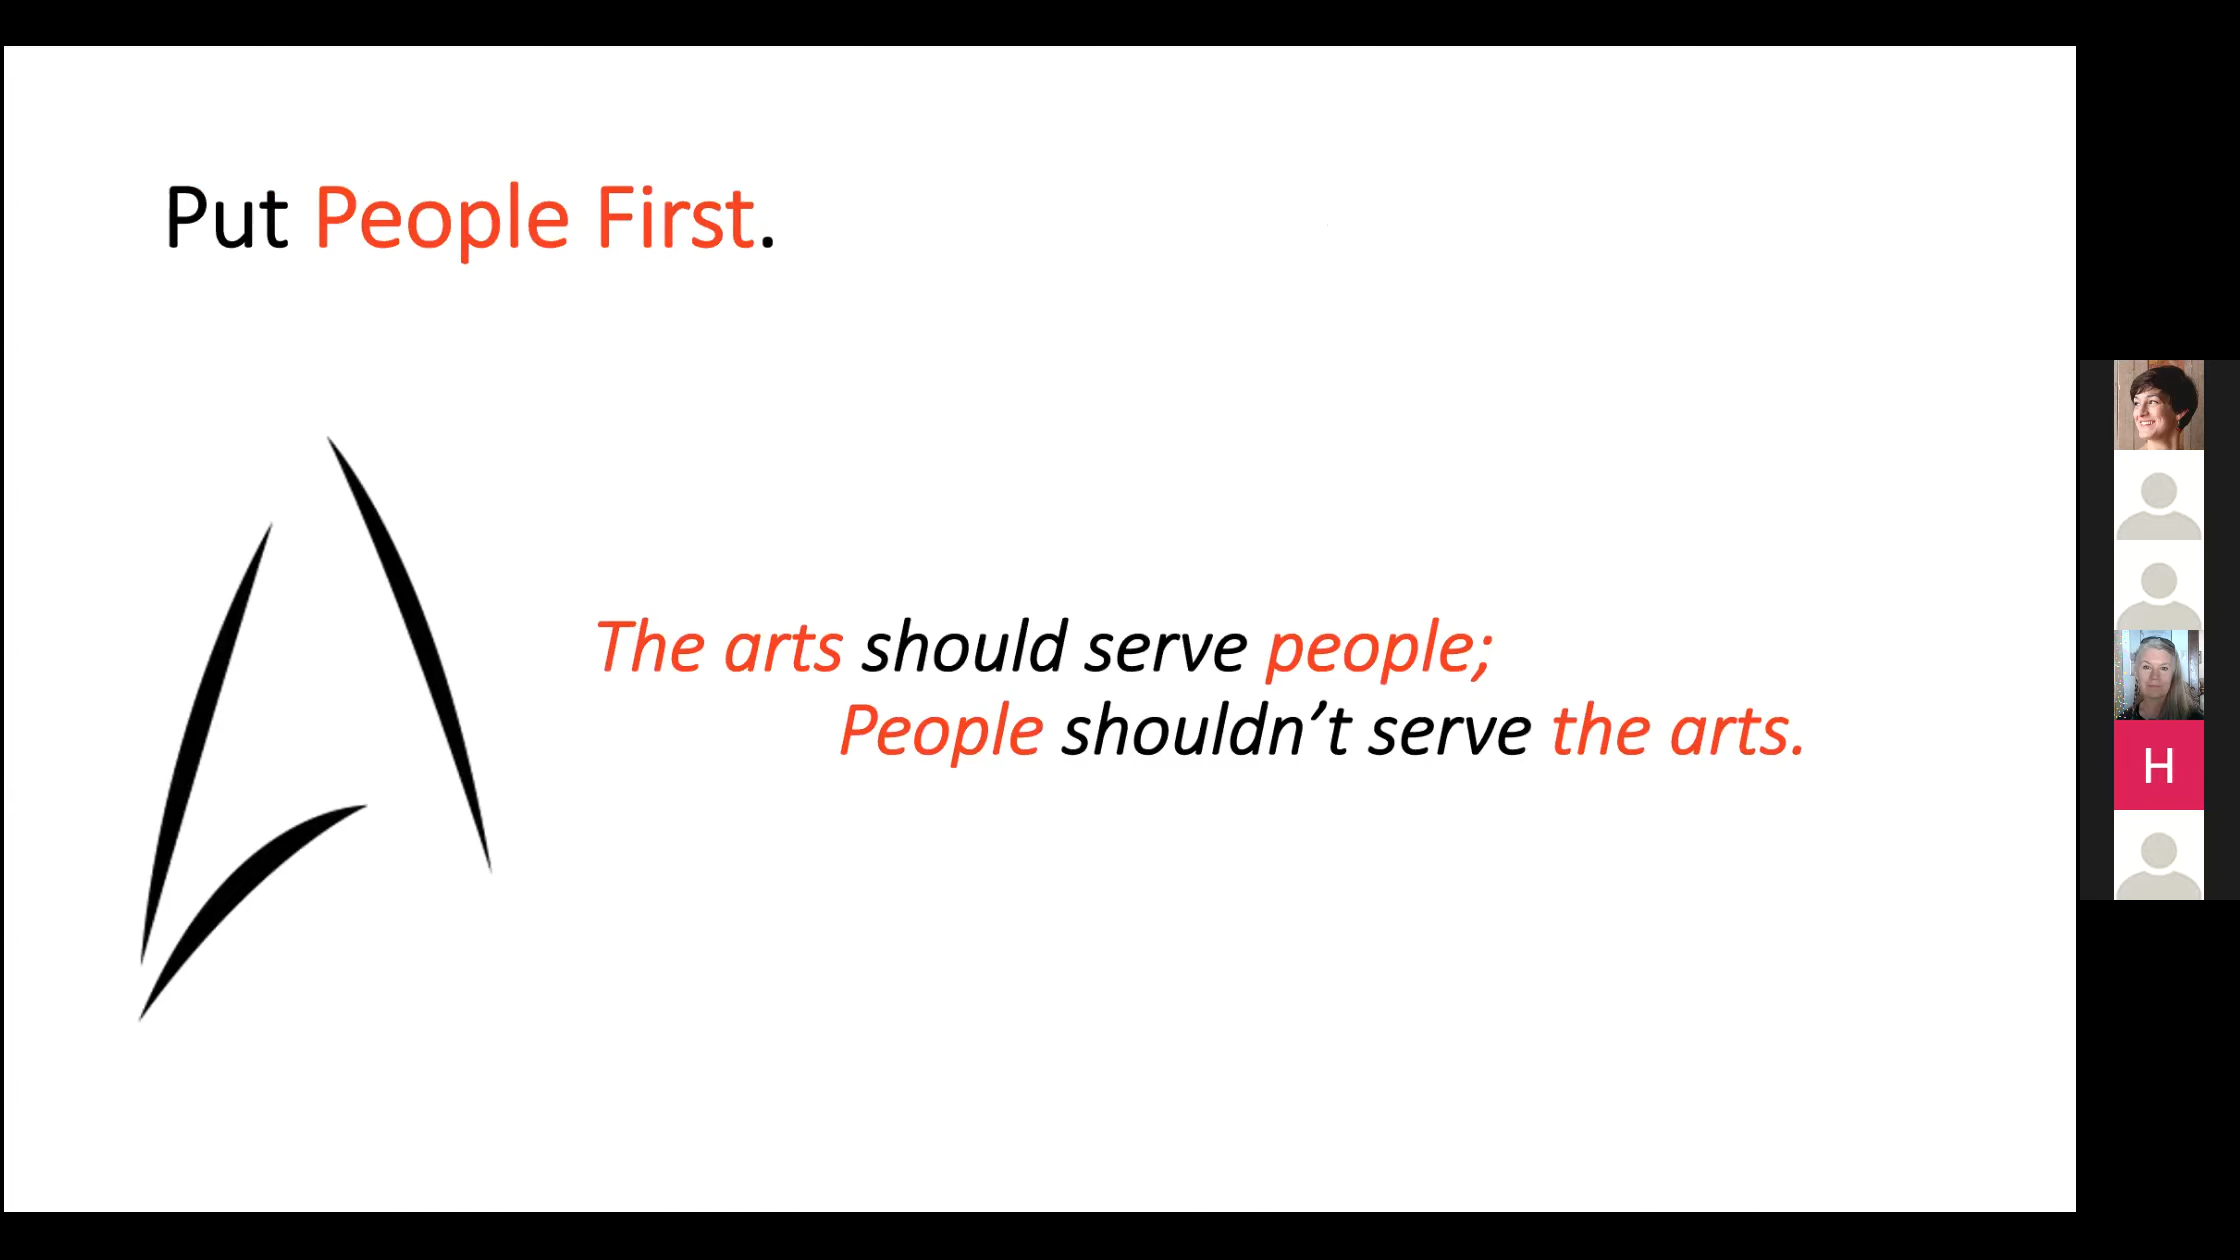 Put People First.
The arts should serve people;
People shouldn’t serve the arts.
H